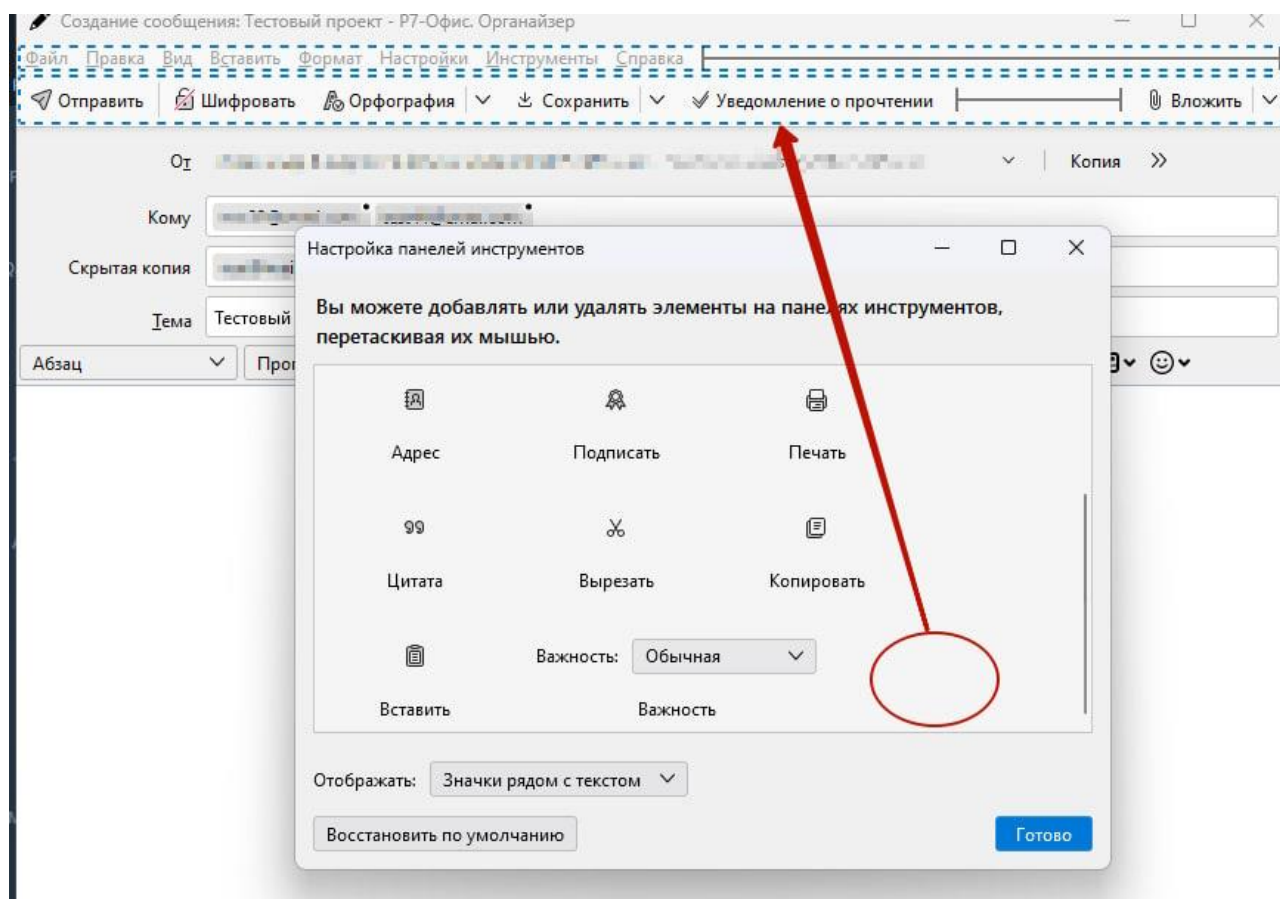 Создание сообщения: Тестовый проект - Р7-Офис. Органайзер
Файл Правка Вид Вставить Формат Настройки Инструменты Справка
Отправить Шифровать Орфография Сохранить Уведомление о прочтении Вложить
От Копия
Кому
Скрытая копия
Тема Тестовый
Абзац
Настройка панелей инструментов
Вы можете добавлять или удалять элементы на панелях инструментов,
перетаскивая их мышью.
Адрес Подписать Печать
Цитата Вырезать Копировать
Важность: Обычная
Вставить Важность
Отображать: Значки рядом с текстом
Восстановить по умолчанию Готово